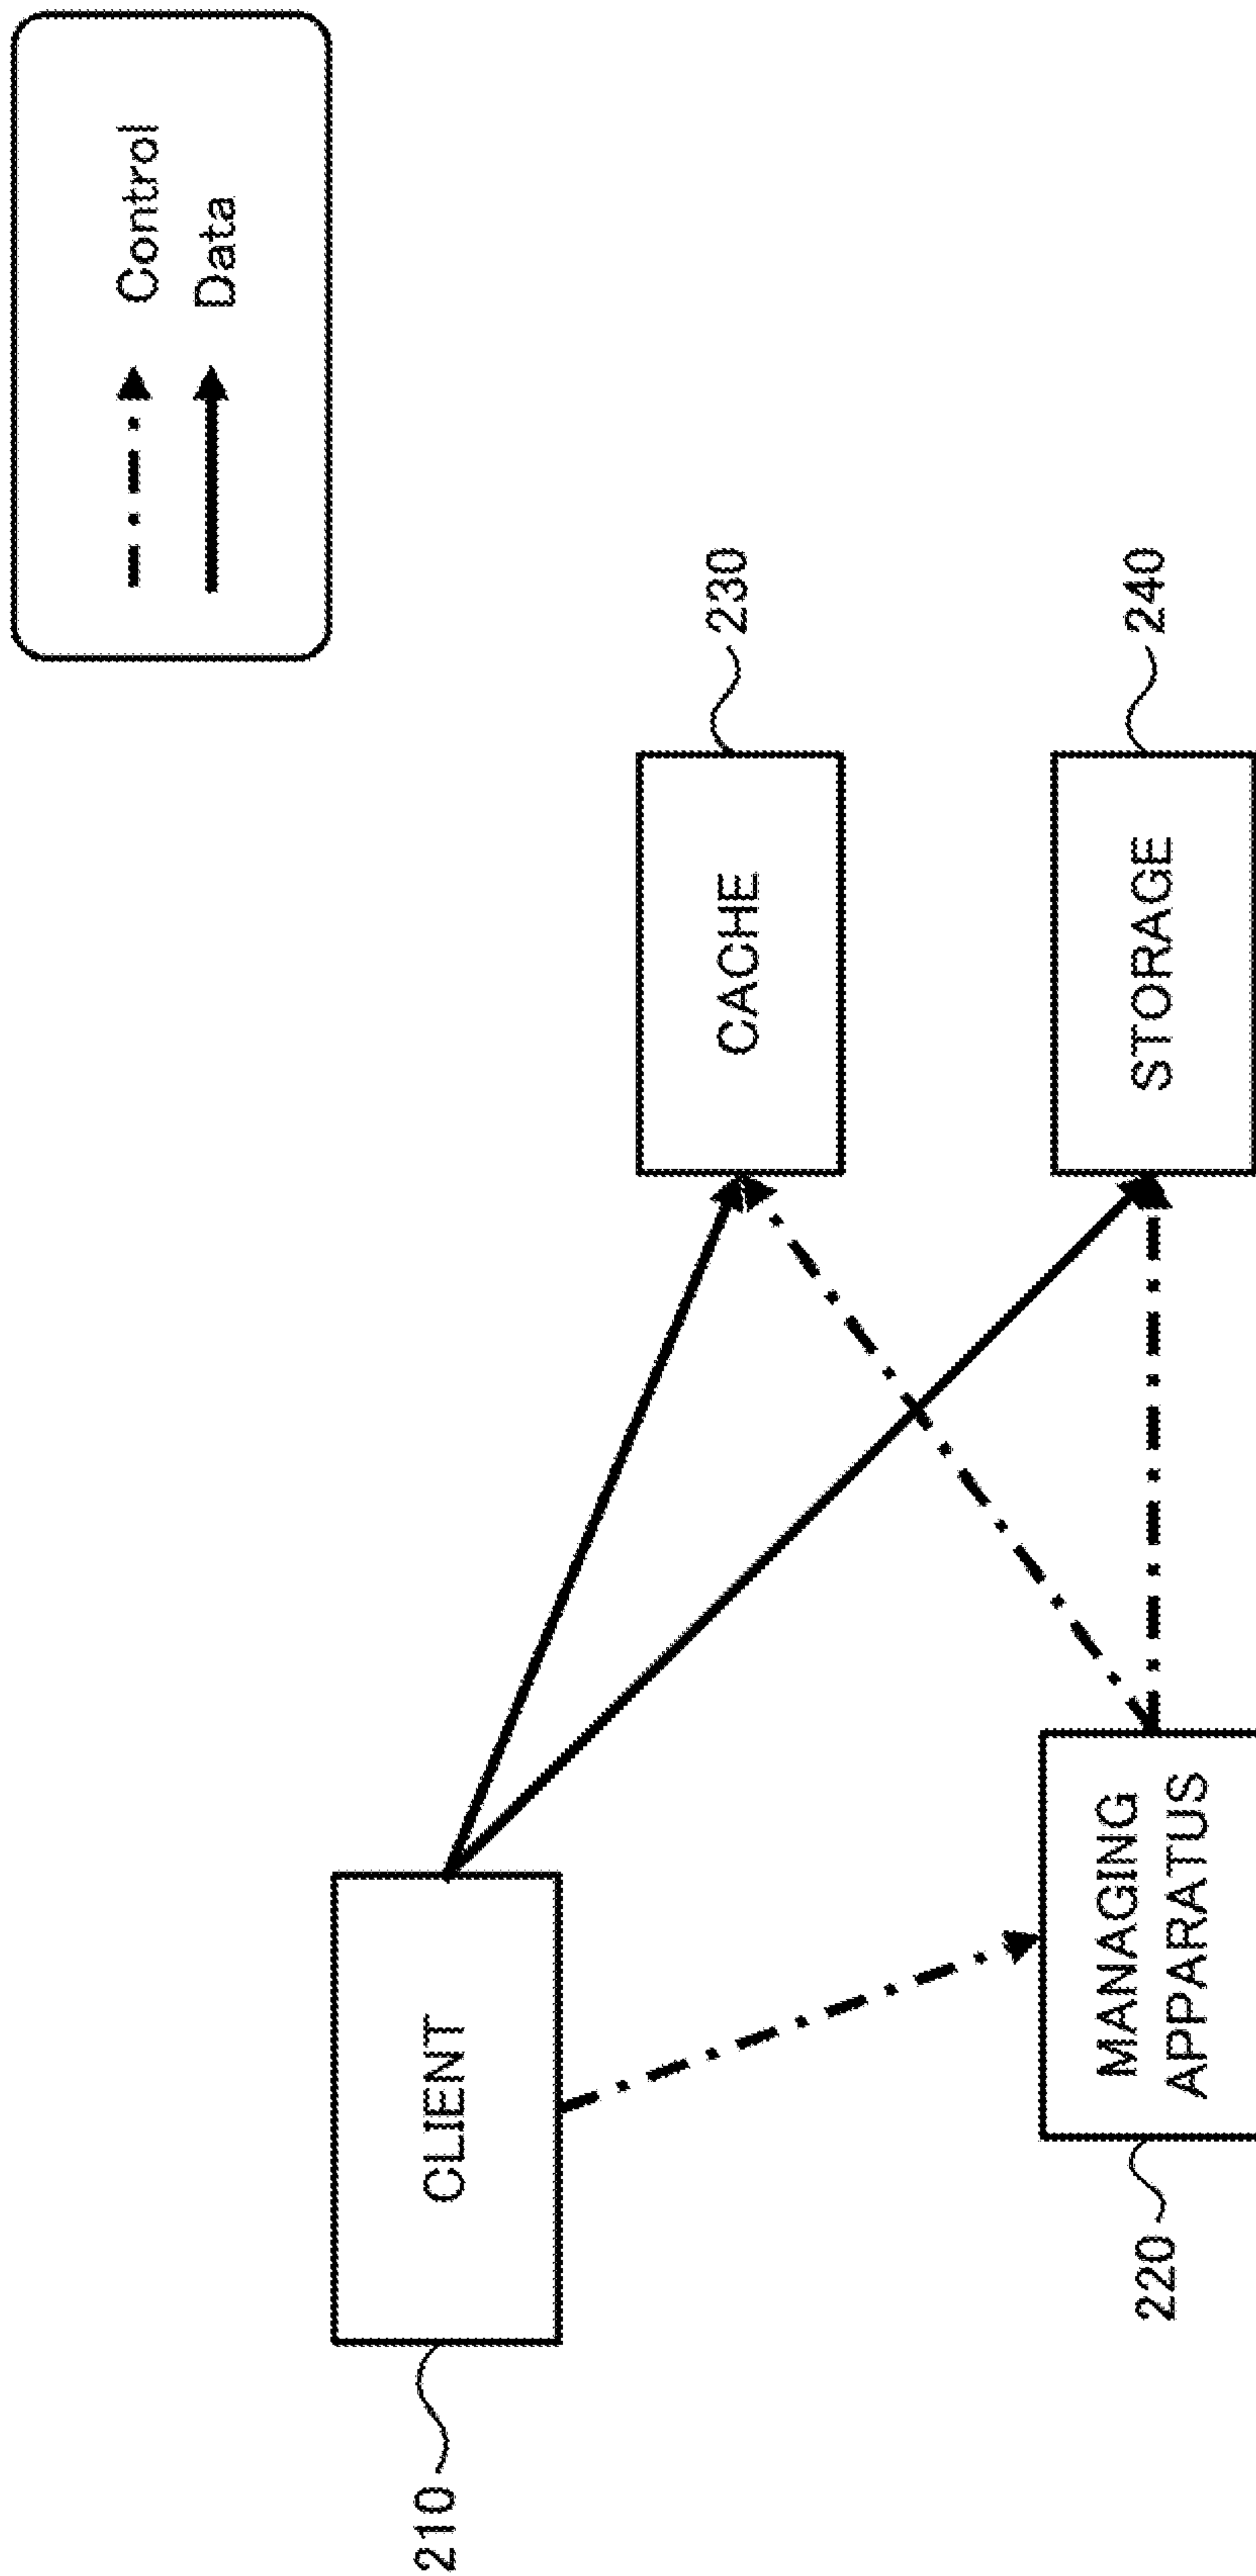 Control
Data
CLIENT
210
CACHE
230
MANAGING
APPARATUS
220
STORAGE
240